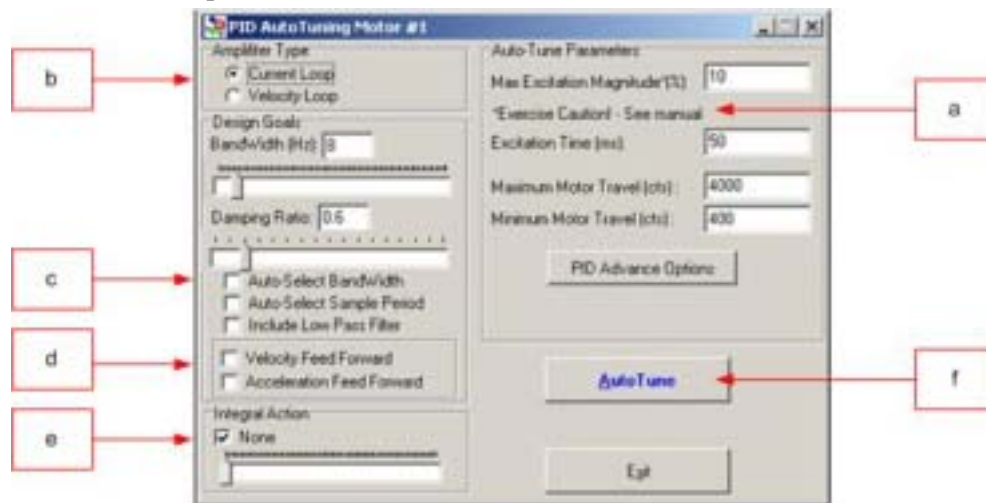 PID AutoTuning Motor #1
Amplifier Type
Current Loop
Velocity Loop
Design Goals
BandWidth (Hz): 8
Damping Ratio: 0.6
Auto-Select BandWidth
Auto-Select Sample Period
Include Low Pass Filter
Velocity Feed Forward
Acceleration Feed Forward
Integral Action
None
Auto-Tune Parameters
Max Excitation Magnitude*(%) 10
*Exercise Caution! - See manual
Excitation Time (ms): 50
Maximum Motor Travel (cts): 4000
Minimum Motor Travel (cts): 400
PID Advance Options
AutoTune
Exit
b
c
d
e
a
f